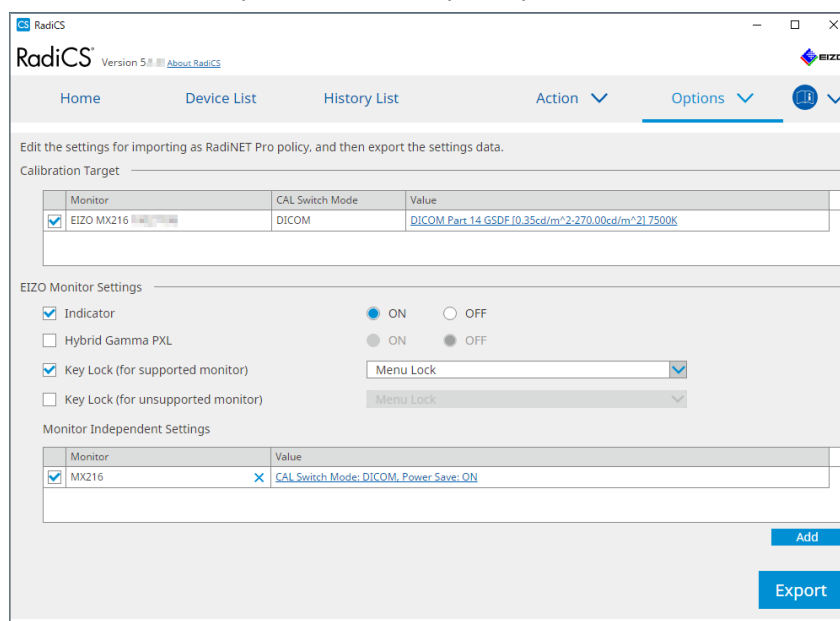 CS RadiCS
RadiCS® Version 5. About RadiCS
EIZO
Home Device List History List Action Options
Edit the settings for importing as RadiNET Pro policy, and then export the settings data.
Calibration Target
Monitor CAL Switch Mode Value
EIZO MX216 DICOM DICOM Part 14 GSDF [0.35cd/m^2-270.00cd/m^2] 7500K
EIZO Monitor Settings
Indicator ON OFF
Hybrid Gamma PXL ON OFF
Key Lock (for supported monitor) Menu Lock
Key Lock (for unsupported monitor) Menu Lock
Monitor Independent Settings
Monitor Value
MX216 CAL Switch Mode: DICOM, Power Save: ON
Add
Export